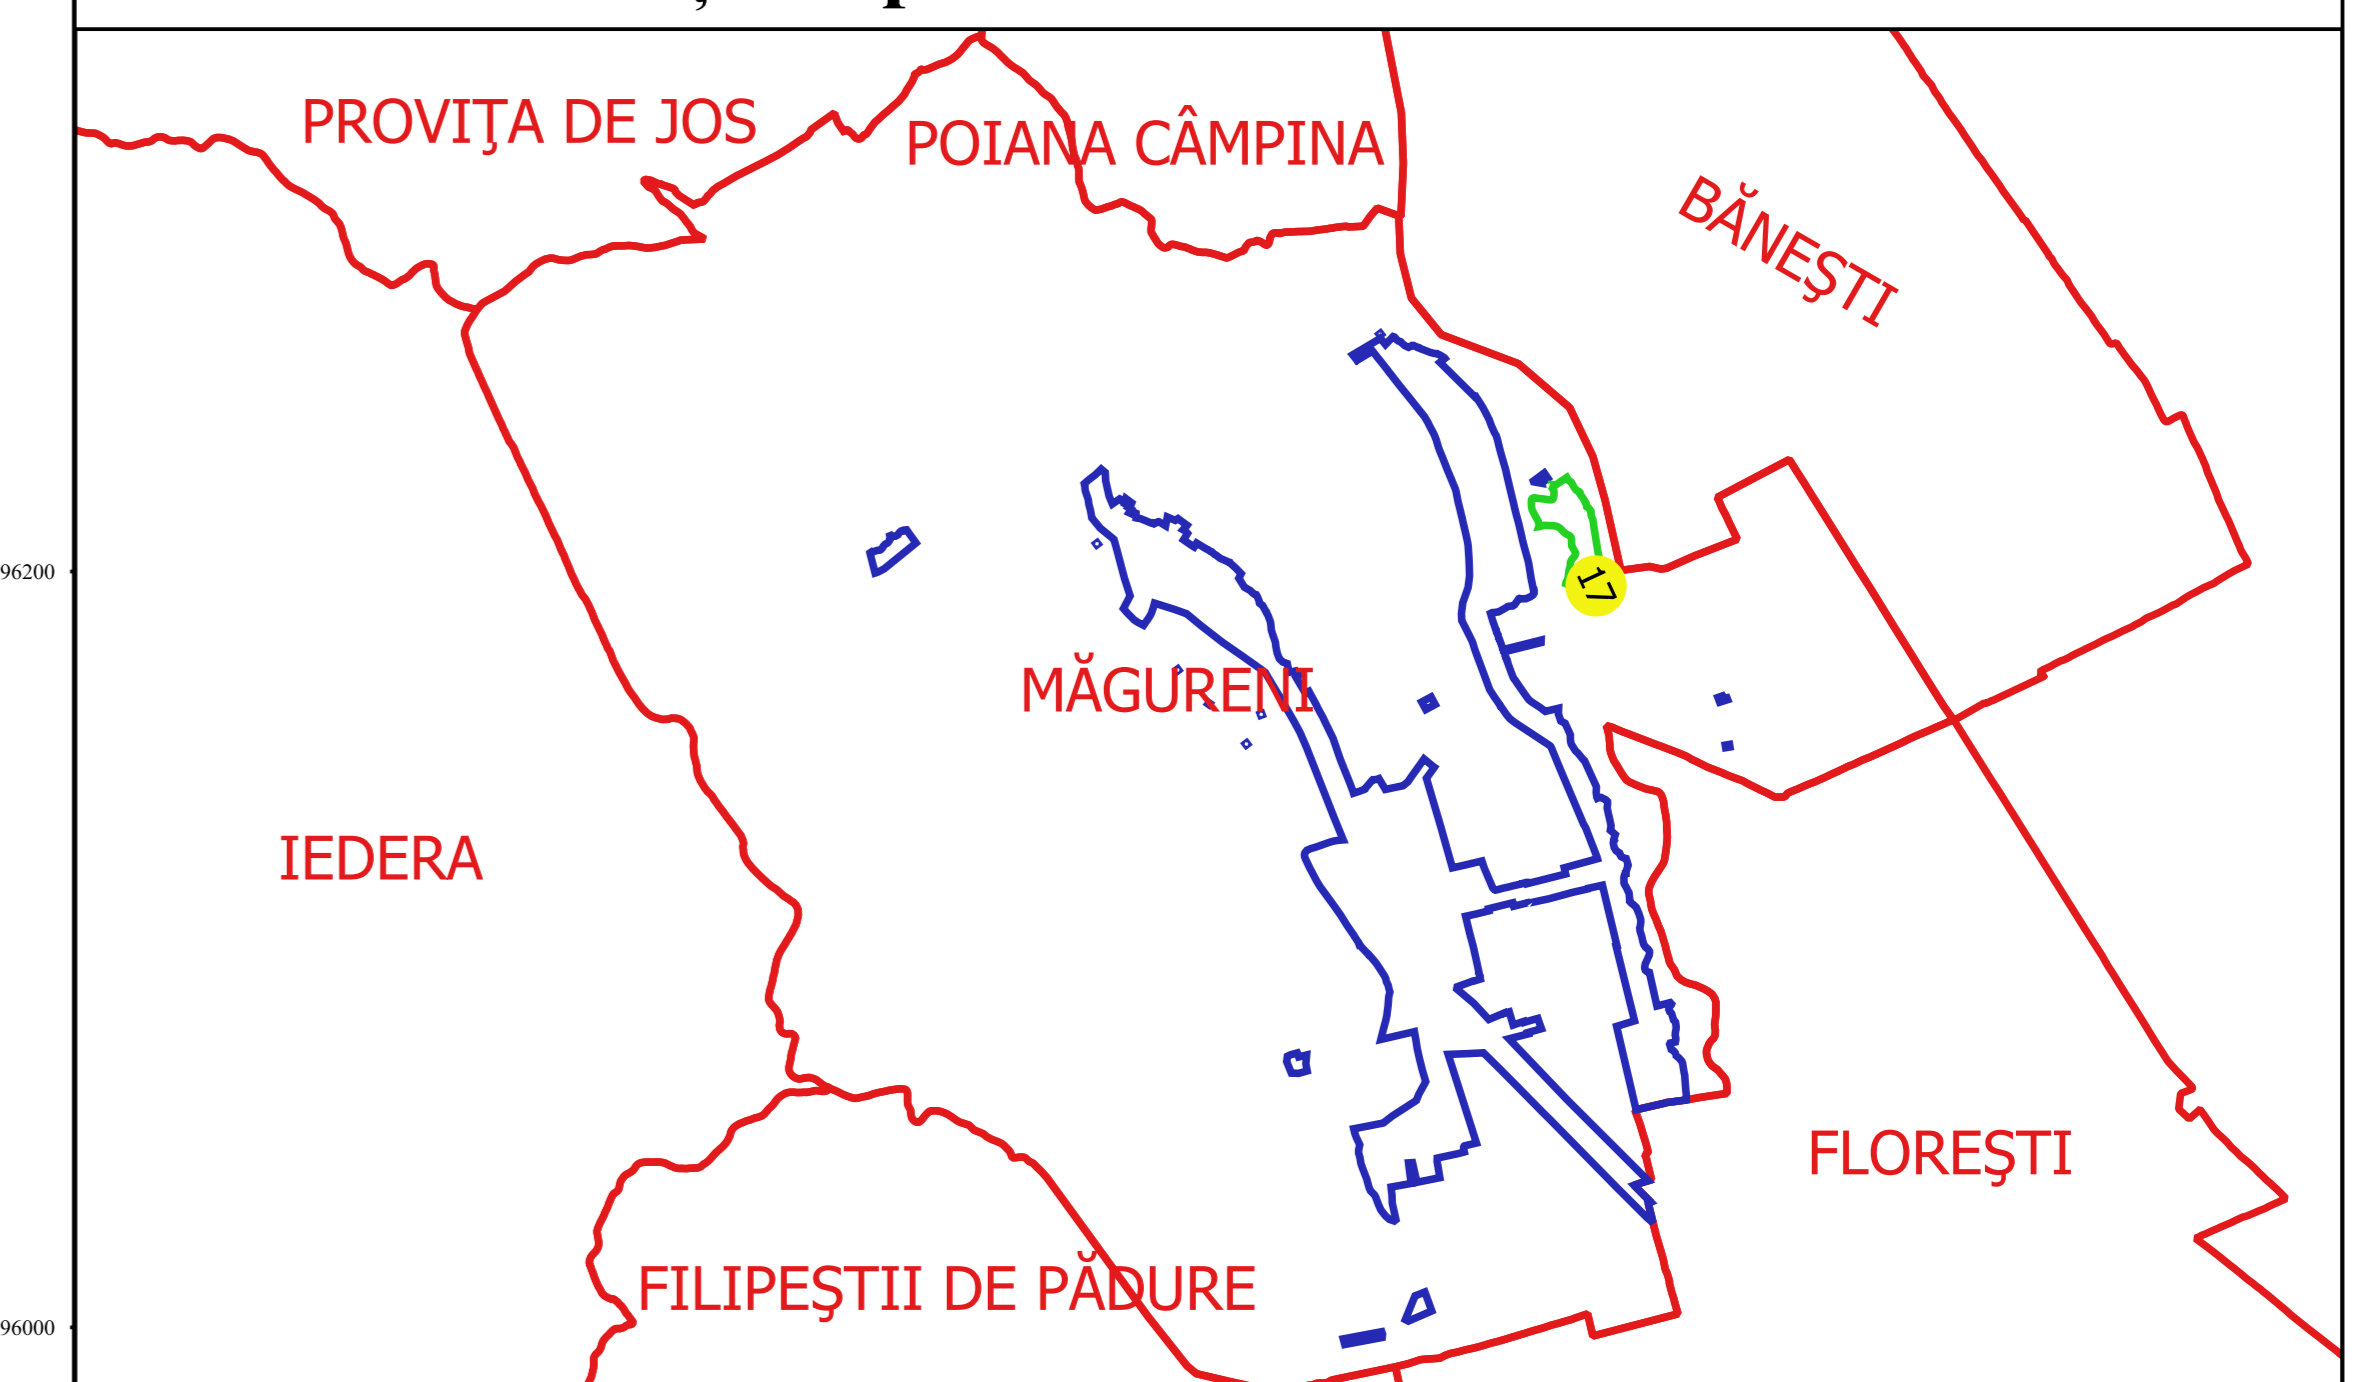 PROVIŢA DE JOS
POIANA CÂMPINA
BĂNEŞTI
96200
17
MĂGURENI
IEDERA
FLOREŞTI
FILIPEŞTII DE PĂDURE
96000